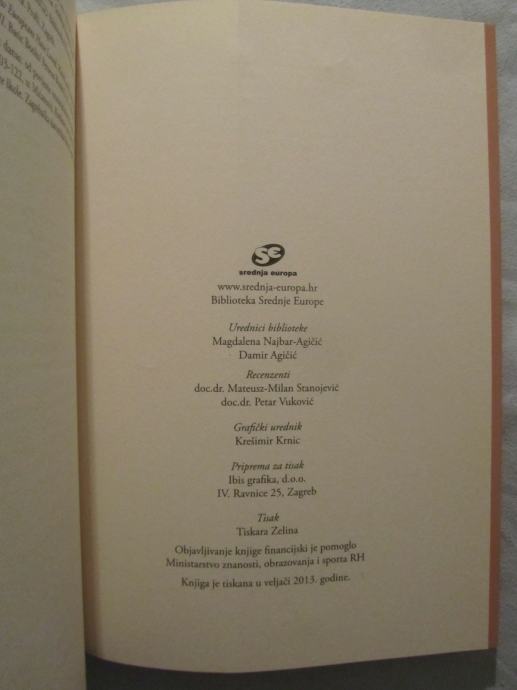 SE
srednja europa
www.srednja-europa.hr
Biblioteka Srednje Europe
Urednici biblioteke
Magdalena Najbar-Agičić
Damir Agičić
Recenzenti
doc.dr. Mateusz-Milan Stanojević
doc.dr. Petar Vuković
Grafički urednik
Krešimir Krnic
Priprema za tisak
Ibis grafika, d.o.o.
IV. Ravnice 25, Zagreb
Tisak
Tiskara Zelina
Objavljivanje knjige financijski je pomoglo
Ministarstvo znanosti, obrazovanja i sporta RH
Knjiga je tiskana u veljači 2013. godine.